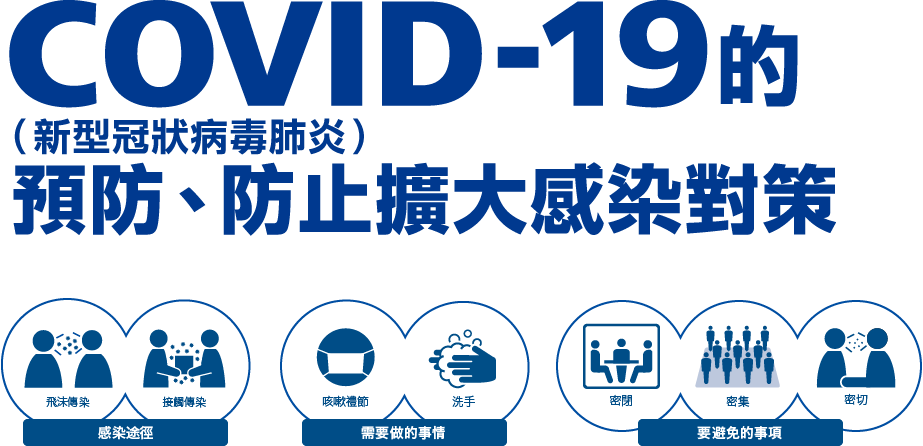 COVID-19的
（新型冠狀病毒肺炎）
預防、防止擴大感染對策
飛沫傳染
接觸傳染
感染途徑
咳嗽禮節
洗手
需要做的事情
密閉
密集
密切
要避免的事項